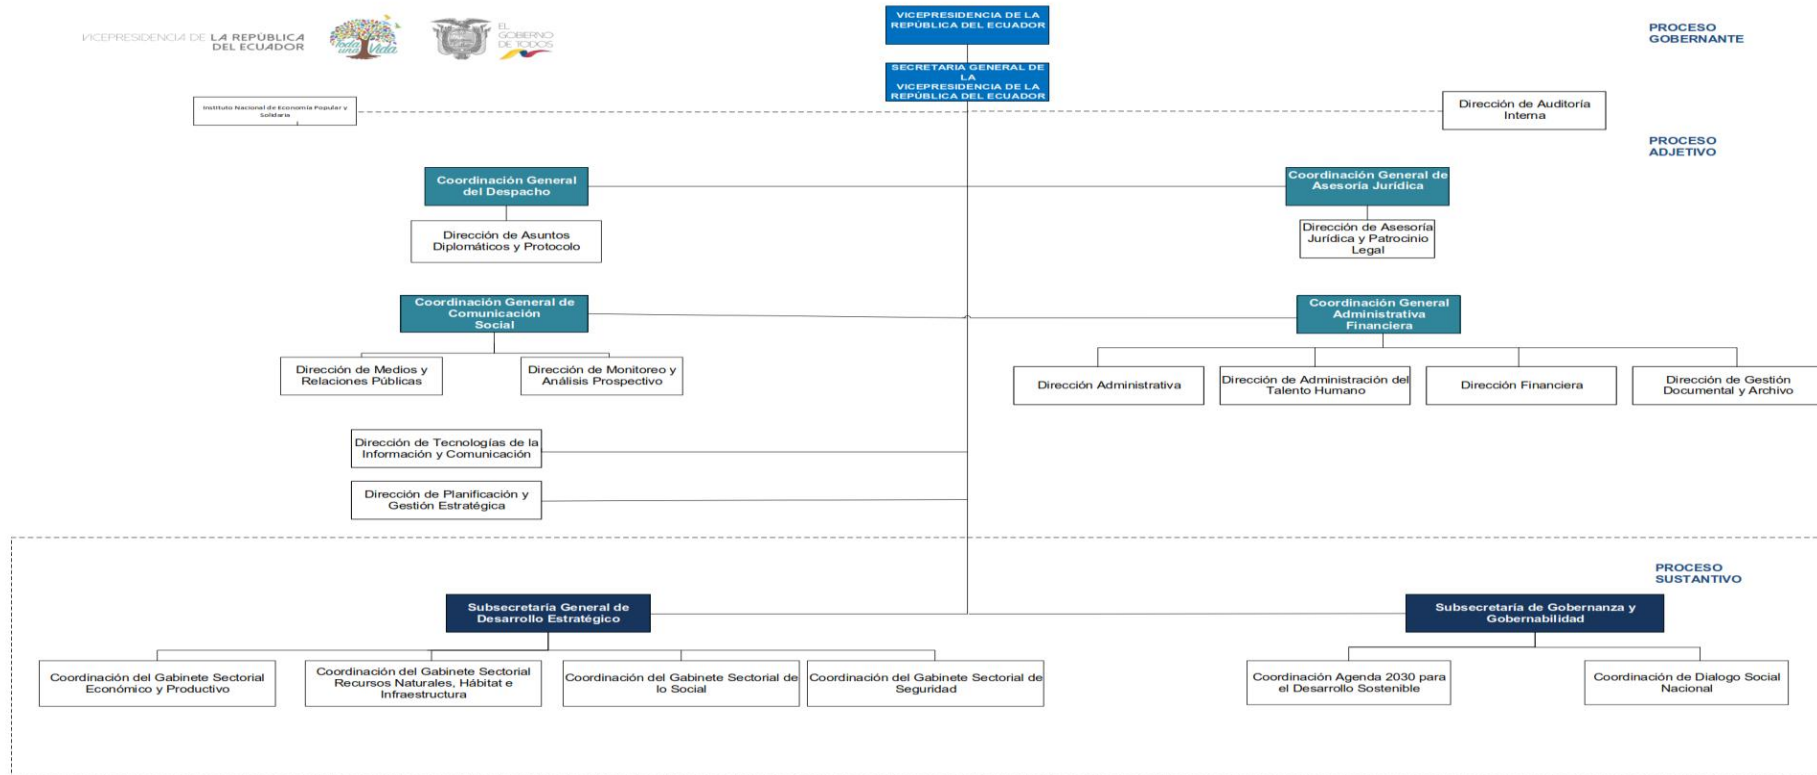 VICEPRESIDENCIA DE LA REPÚBLICA
DEL ECUADOR
Toda
una Vida
EL
GOBIERNO
DE TODOS
VICEPRESIDENCIA DE LA
REPÚBLICA DEL ECUADOR
PROCESO
GOBERNANTE
SECRETARIA GENERAL DE
LA
VICEPRESIDENCIA DE LA
REPÚBLICA DEL ECUADOR
Instituto Nacional de Economía Popular y
Solidaria
Dirección de Auditoría
Interna
PROCESO
ADJETIVO
Coordinación General
del Despacho
Coordinación General de
Asesoría Jurídica
Dirección de Asuntos
Diplomáticos y Protocolo
Dirección de Asesoría
Jurídica y Patrocinio
Legal
Coordinación General de
Comunicación
Social
Coordinación General
Administrativa
Financiera
Dirección de Medios y
Relaciones Públicas
Dirección de Monitoreo y
Análisis Prospectivo
Dirección Administrativa
Dirección de Administración del
Talento Humano
Dirección Financiera
Dirección de Gestión
Documental y Archivo
Dirección de Tecnologías de la
Información y Comunicación
Dirección de Planificación y
Gestión Estratégica
PROCESO
SUSTANTIVO
Subsecretaría General de
Desarrollo Estratégico
Subsecretaría de Gobernanza y
Gobernabilidad
Coordinación del Gabinete Sectorial
Económico y Productivo
Coordinación del Gabinete Sectorial
Recursos Naturales, Hábitat e
Infraestructura
Coordinación del Gabinete Sectorial de
lo Social
Coordinación del Gabinete Sectorial de
Seguridad
Coordinación Agenda 2030 para
el Desarrollo Sostenible
Coordinación de Dialogo Social
Nacional